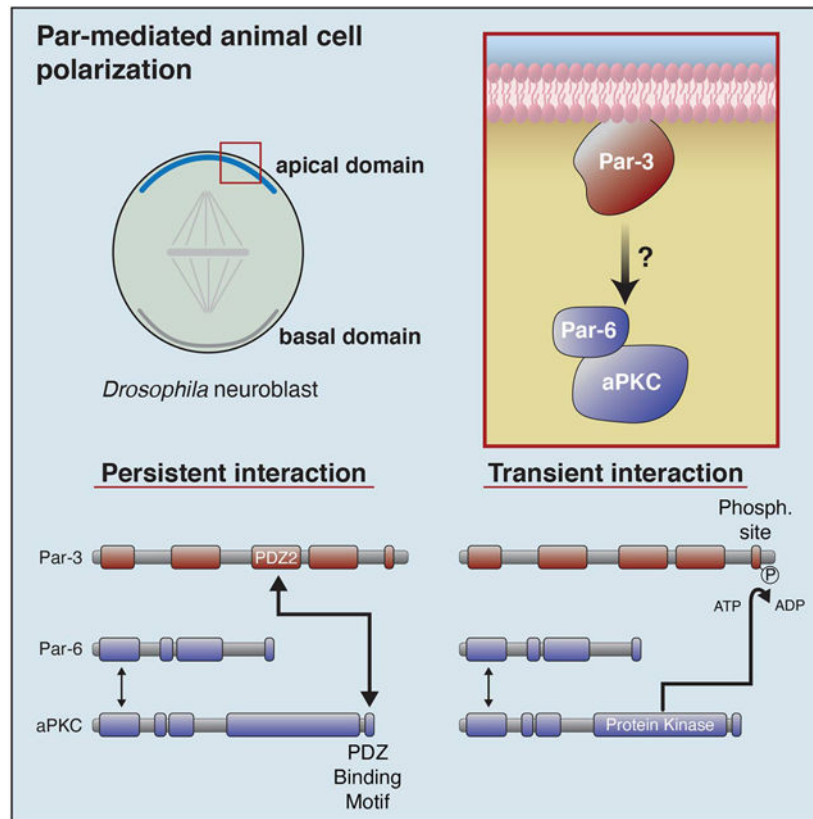 Par-mediated animal cell
polarization
apical domain
basal domain
Drosophila neuroblast
Par-3
?
Par-6
aPKC
Persistent interaction
Par-3
PDZ2
Par-6
aPKC
PDZ
Binding
Motif
Transient interaction
Phosph.
site
P
ATP
ADP
Protein Kinase